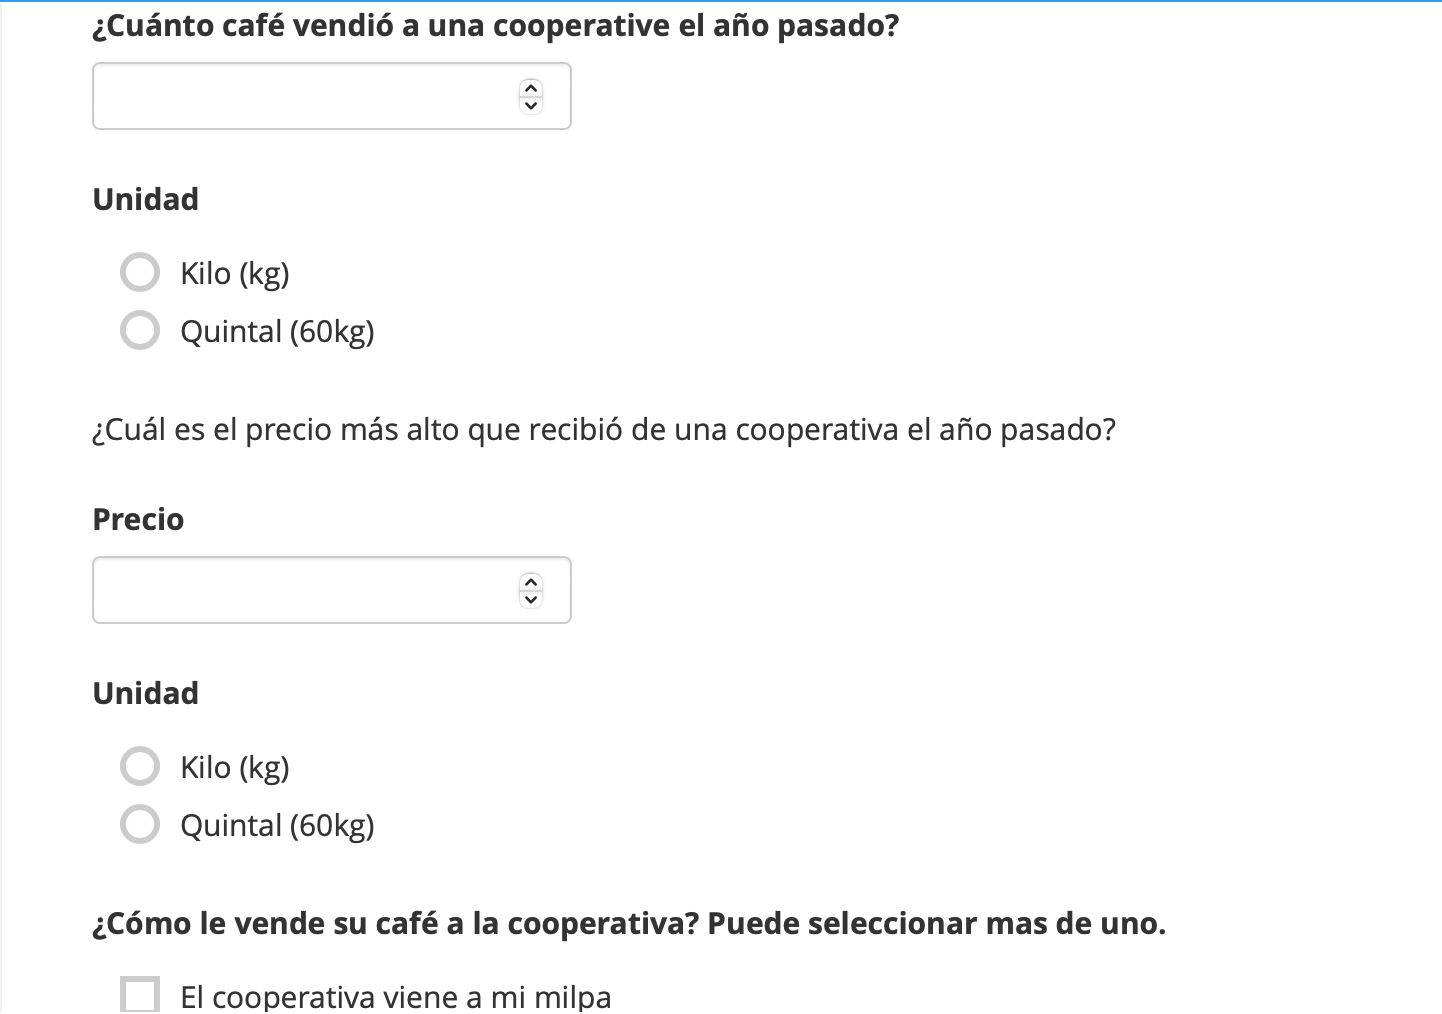 ¿Cuánto café vendió a una cooperative el año pasado?
Unidad
Kilo (kg)
Quintal (60kg)
¿Cuál es el precio más alto que recibió de una cooperativa el año pasado?
Precio
Unidad
Kilo (kg)
Quintal (60kg)
¿Cómo le vende su café a la cooperativa? Puede seleccionar mas de uno.
El cooperativa viene a mi milpa